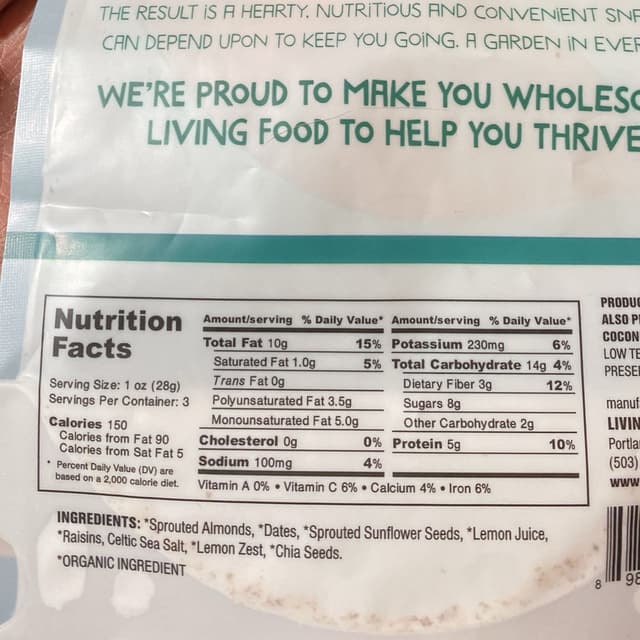 THE RESULT IS A HEARTY, NUTRITIOUS AND CONVENIENT
CAN DEPEND UPON TO KEEP YOU GOING. A GARDEN IN
WE'RE PROUD TO MAKE YOU
LIVING FOOD TO HELP YOU THRIVE
Nutrition
Facts
Serving Size: 1 oz (28g)
Servings Per Container: 3
Calories 150
Calories from Fat 90
Calories from Sat Fat 5
* Percent Daily Value (DV) are
based on a 2,000 calorie diet.
Amount/serving % Daily Value*
Total Fat 10g 15%
Saturated Fat 1.0g 5%
Trans Fat 0g
Polyunsaturated Fat 3.5g
Monounsaturated Fat 5.0g
Cholesterol 0g 0%
Sodium 100mg 4%
Amount/serving % Daily Value*
Potassium 230mg 6%
Total Carbohydrate 14g 4%
Dietary Fiber 3g 12%
Sugars 8g
Other Carbohydrate 2g
Protein 5g 10%
Vitamin A 0% • Vitamin C 6% • Calcium 4% • Iron 6%
INGREDIENTS: *Sprouted Almonds, *Dates, *Sprouted Sunflower Seeds, *Lemon Juice,
*Raisins, Celtic Sea Salt, *Lemon Zest, *Chia Seeds.
*ORGANIC INGREDIENT
ALSO
LOW
(503)
8 98